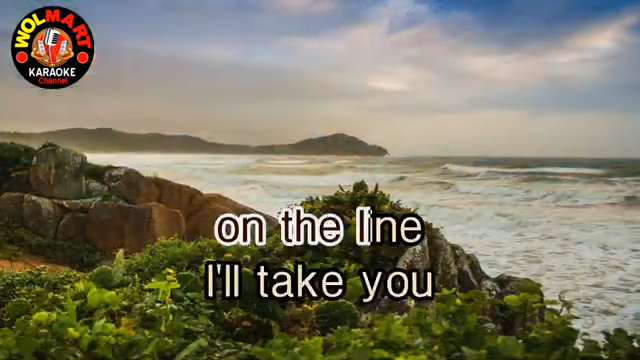 WOLMART
KARAOKE
Channel
on the line
I'll take you